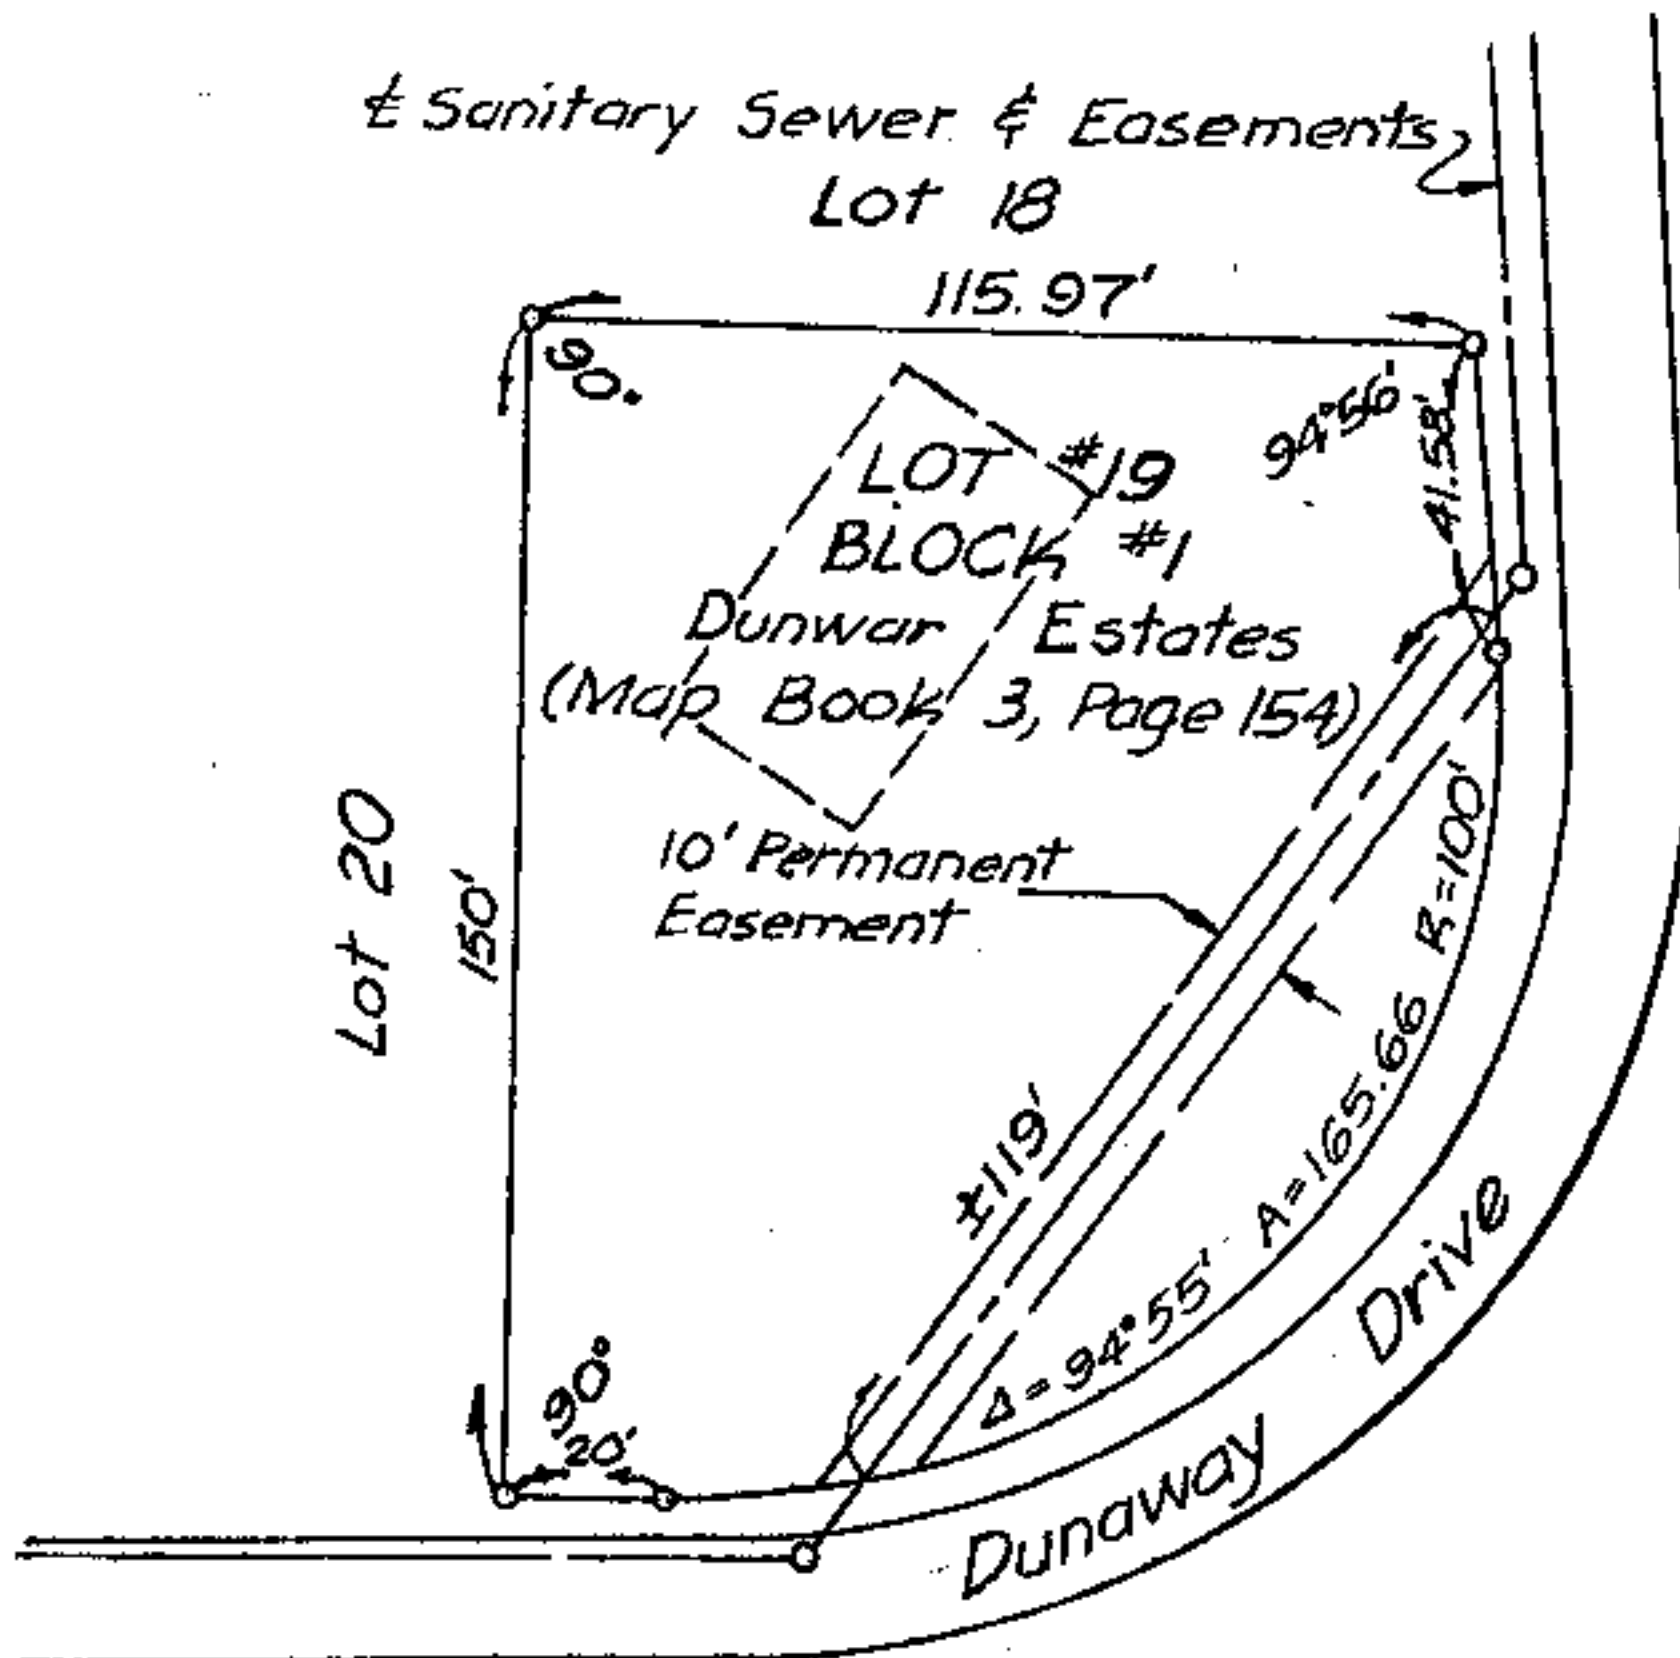 ℄ Sanitary Sewer & Easements
Lot 18
115.97'
90°
94°56'
41.58'
LOT #19
BLOCK #1
Dunwar Estates
(Map Book 3, Page 154)
Lot 20
150'
10' Permanent
Easement
±119'
R=100'
A=165.66
Δ=94°55'
90°
20'
Dunaway Drive